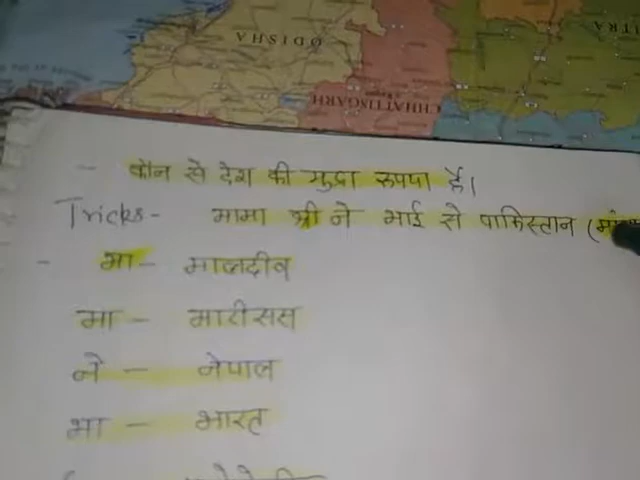 ODISHA
CHHATTISGARH
- कौन से देश की मुद्रा रुपया है।
Tricks - मामा श्री ने भाई से पाकिस्तान (
- मा - मालदीव
मा - मारीसस
ने - नेपाल
भा - भारत